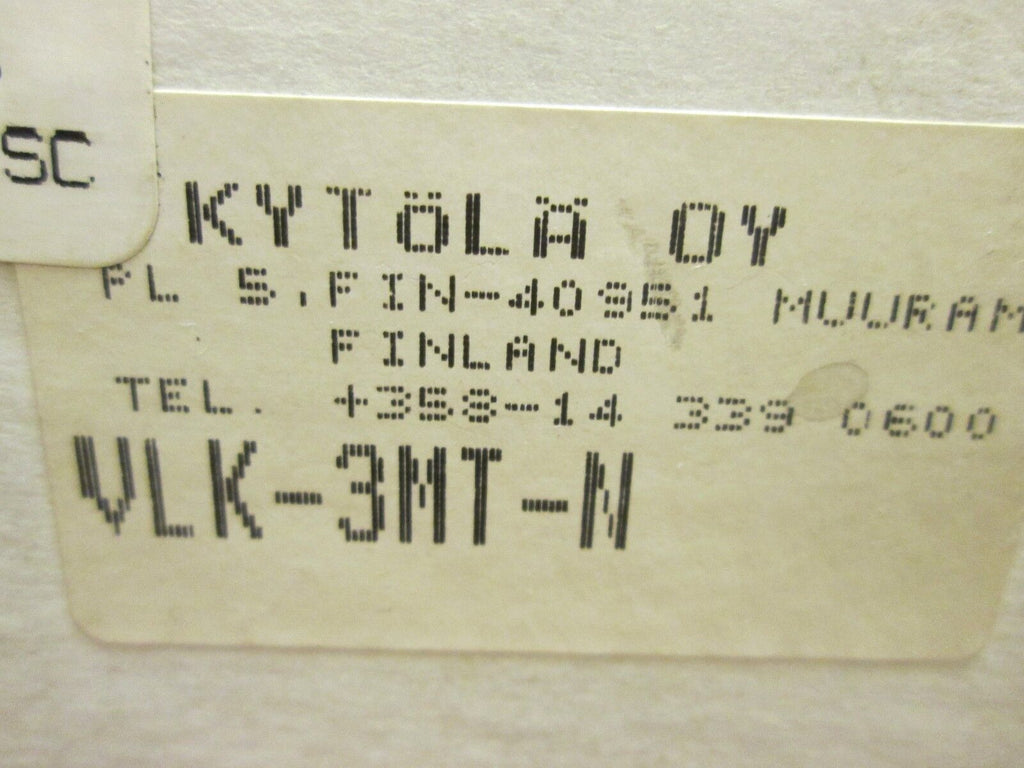 SC
KYTÖLÄ OY
PL 5, FIN-40951 MUURAM
FINLAND
TEL. +358-14 339 0600
VLK-3MT-N